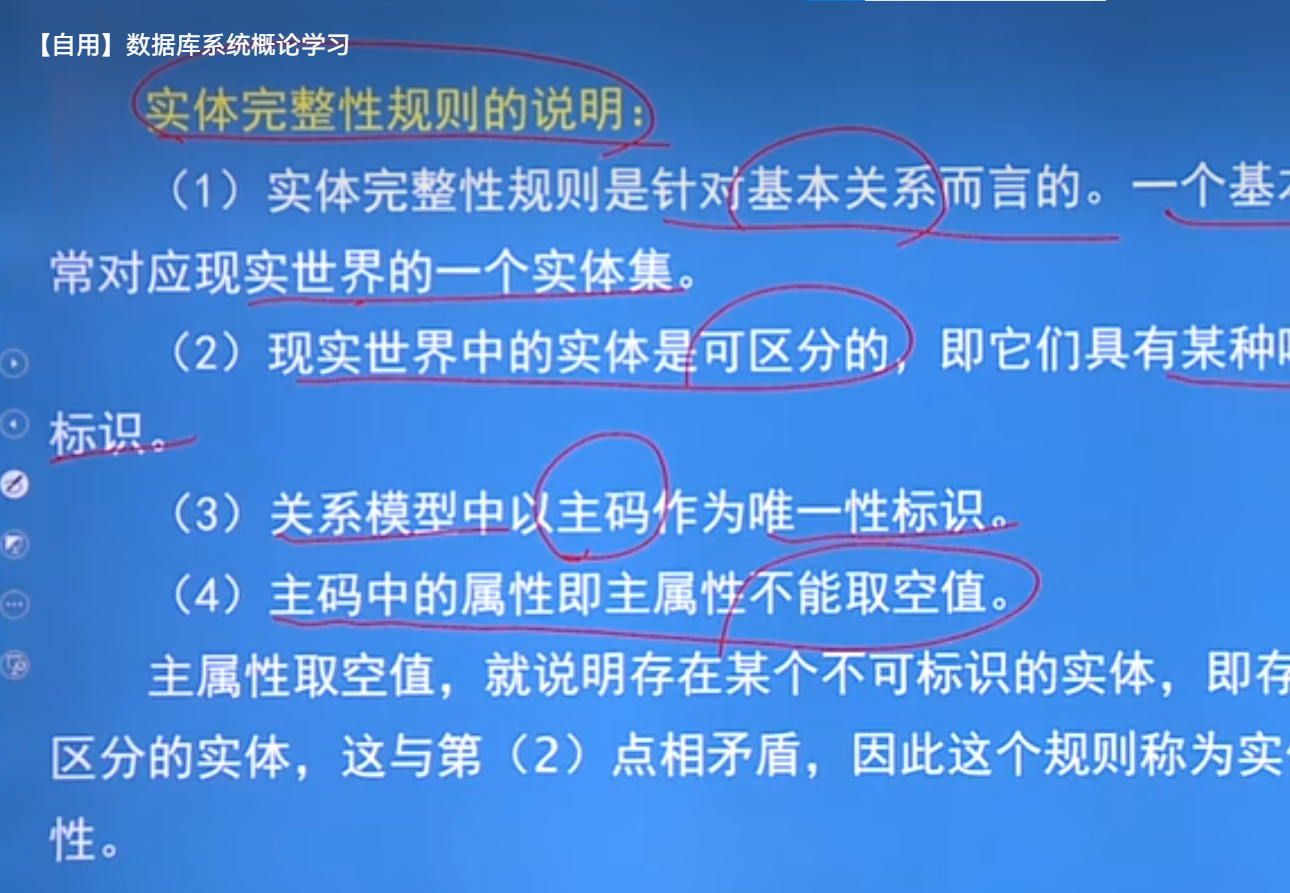 【自用】数据库系统概论学习
实体完整性规则的说明：
（1）实体完整性规则是针对基本关系而言的。一个基
常对应现实世界的一个实体集。
（2）现实世界中的实体是可区分的，即它们具有某种
标识。
（3）关系模型中以主码作为唯一性标识。
（4）主码中的属性即主属性不能取空值。
主属性取空值，就说明存在某个不可标识的实体，即存
区分的实体，这与第（2）点相矛盾，因此这个规则称为实
性。